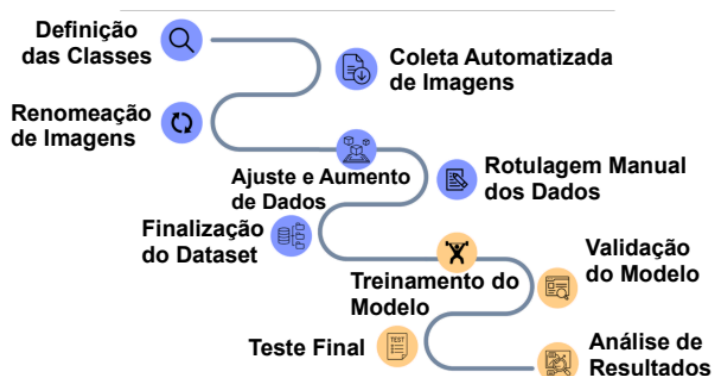 Definição
das Classes
Coleta Automatizada
de Imagens
Renomeação
de Imagens
Ajuste e Aumento
de Dados
Rotulagem Manual
dos Dados
Finalização
do Dataset
Treinamento do
Modelo
Validação
do Modelo
Teste Final
TEST
Análise de
Resultados